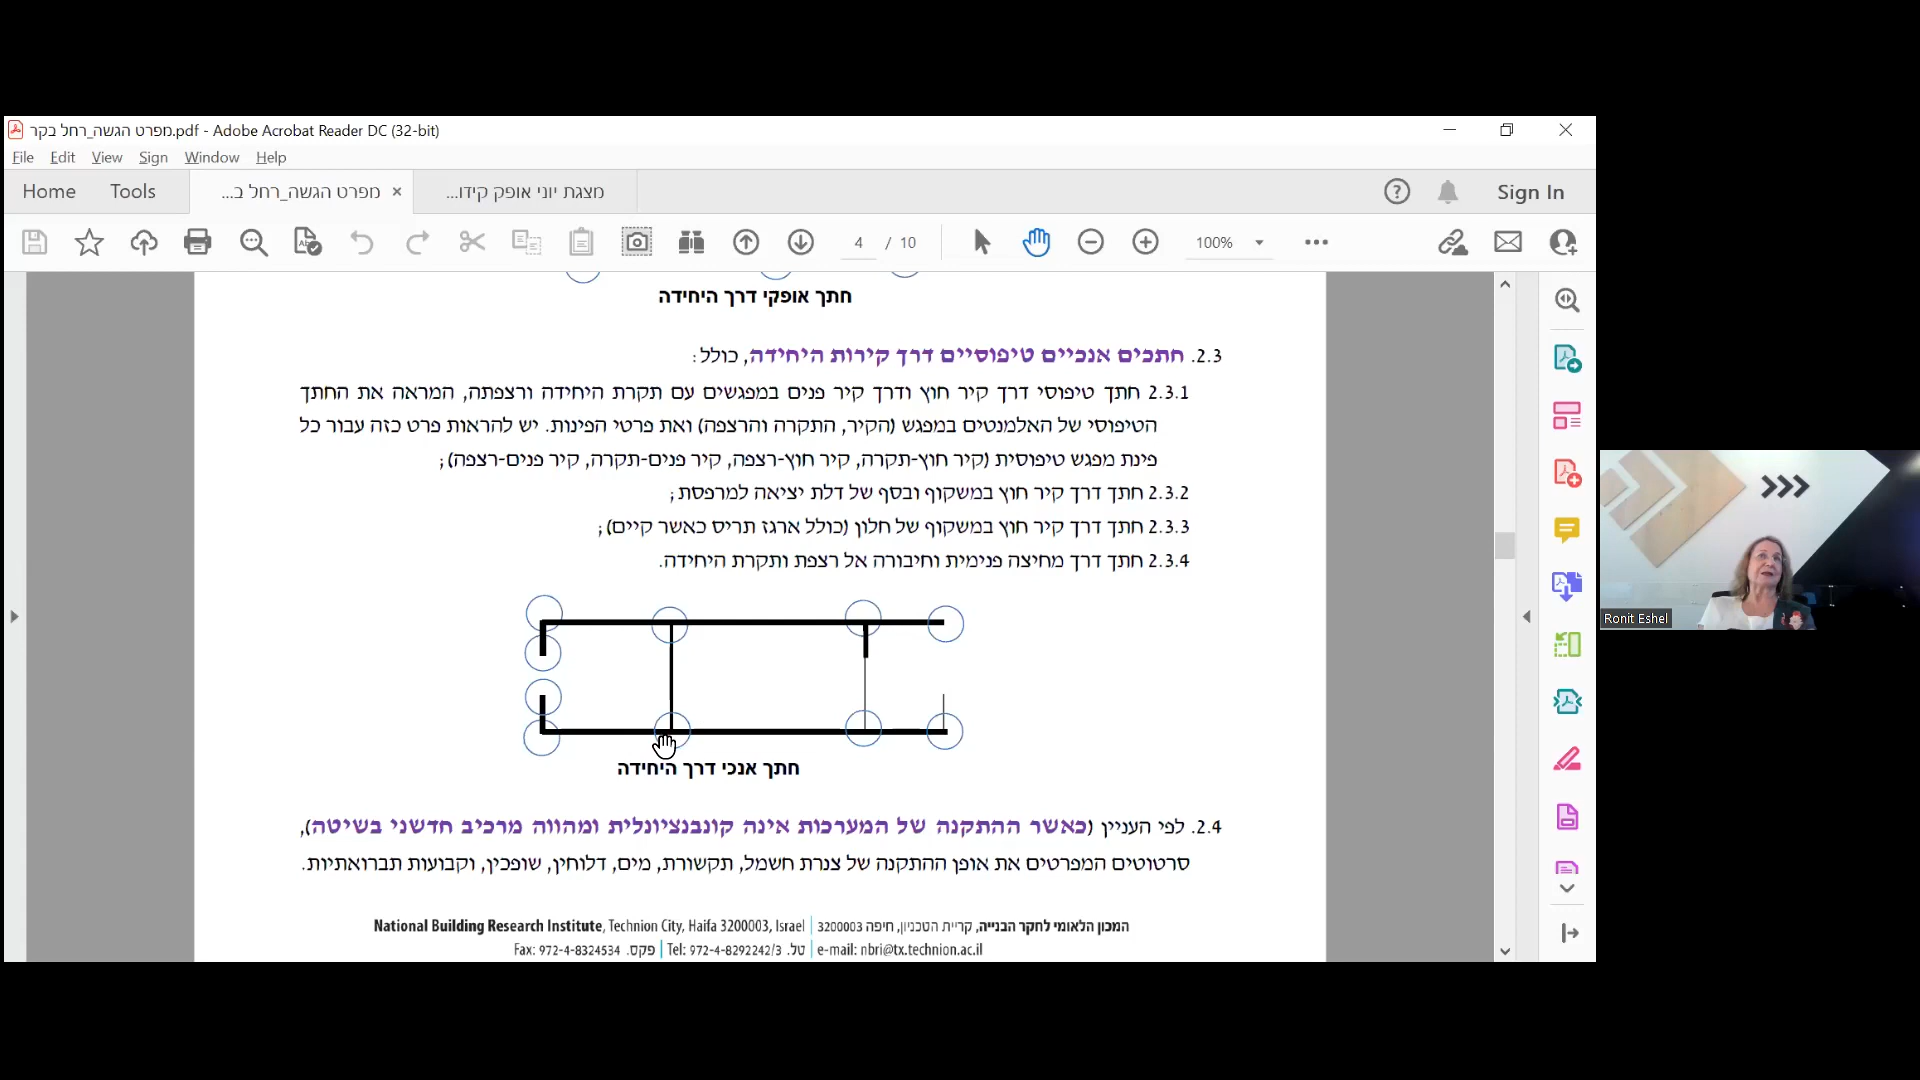 מפרט הגשה_רחל בקר.pdf - Adobe Acrobat Reader DC (32-bit)
File Edit View Sign Window Help
Home Tools מפרט הגשה_רחל ב... × מצגת יוני אופק קידו... Sign In
4 / 10 100%
חתך אופקי דרך היחידה
2.3. חתכים אנכיים טיפוסיים דרך קירות היחידה, כולל:
2.3.1 חתך טיפוסי דרך קיר חוץ ודרך קיר פנים במפגשים עם תקרת היחידה ורצפתה, המראה את החתך
הטיפוסי של האלמנטים במפגש (הקיר, התקרה והרצפה) ואת פרטי הפינות. יש להראות פרט כזה עבור כל
פינת מפגש טיפוסית (קיר חוץ-תקרה, קיר חוץ-רצפה, קיר פנים-תקרה, קיר פנים-רצפה);
2.3.2 חתך דרך קיר חוץ במשקוף ובסף של דלת יציאה למרפסת;
2.3.3 חתך דרך קיר חוץ במשקוף של חלון (כולל ארגז תריס כאשר קיים);
2.3.4 חתך דרך מחיצה פנימית וחיבורה אל רצפת ותקרת היחידה.
חתך אנכי דרך היחידה
2.4. לפי העניין (כאשר ההתקנה של המערכות אינה קונבנציונלית ומהווה מרכיב חדשני בשיטה),
סרטוטים המפרטים את אופן ההתקנה של צנרת חשמל, תקשורת, מים, דלוחין, שופכין, וקבועות תברואתיות.
המכון הלאומי לחקר הבנייה, קריית הטכניון, חיפה 3200003 | National Building Research Institute, Technion City, Haifa 3200003, Israel
Fax: 972-4-8324534 .פקס | Tel: 972-4-8292242/3 .טל | e-mail: nbri@tx.technion.ac.il
Ronit Eshel